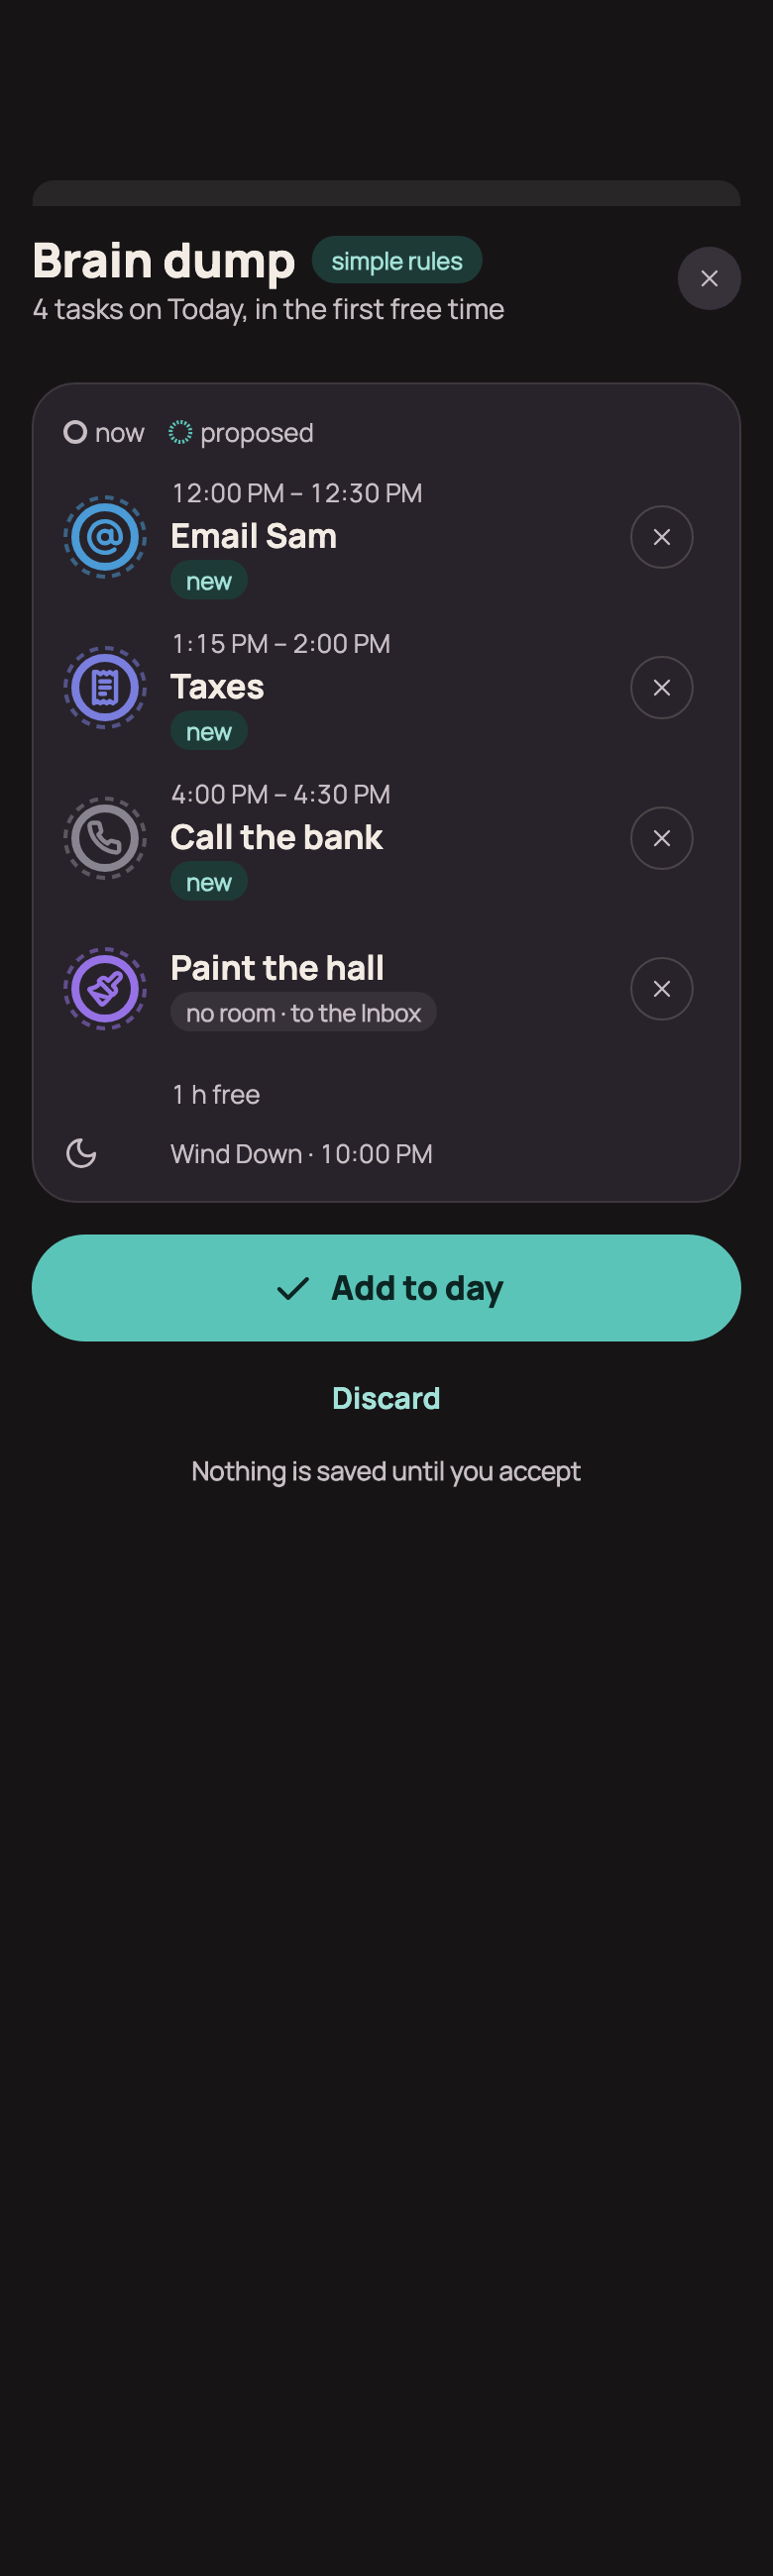 Brain dump simple rules
4 tasks on Today, in the first free time
now proposed
12:00 PM – 12:30 PM
Email Sam
new
1:15 PM – 2:00 PM
Taxes
new
4:00 PM – 4:30 PM
Call the bank
new
Paint the hall
no room · to the Inbox
1 h free
Wind Down · 10:00 PM
Add to day
Discard
Nothing is saved until you accept